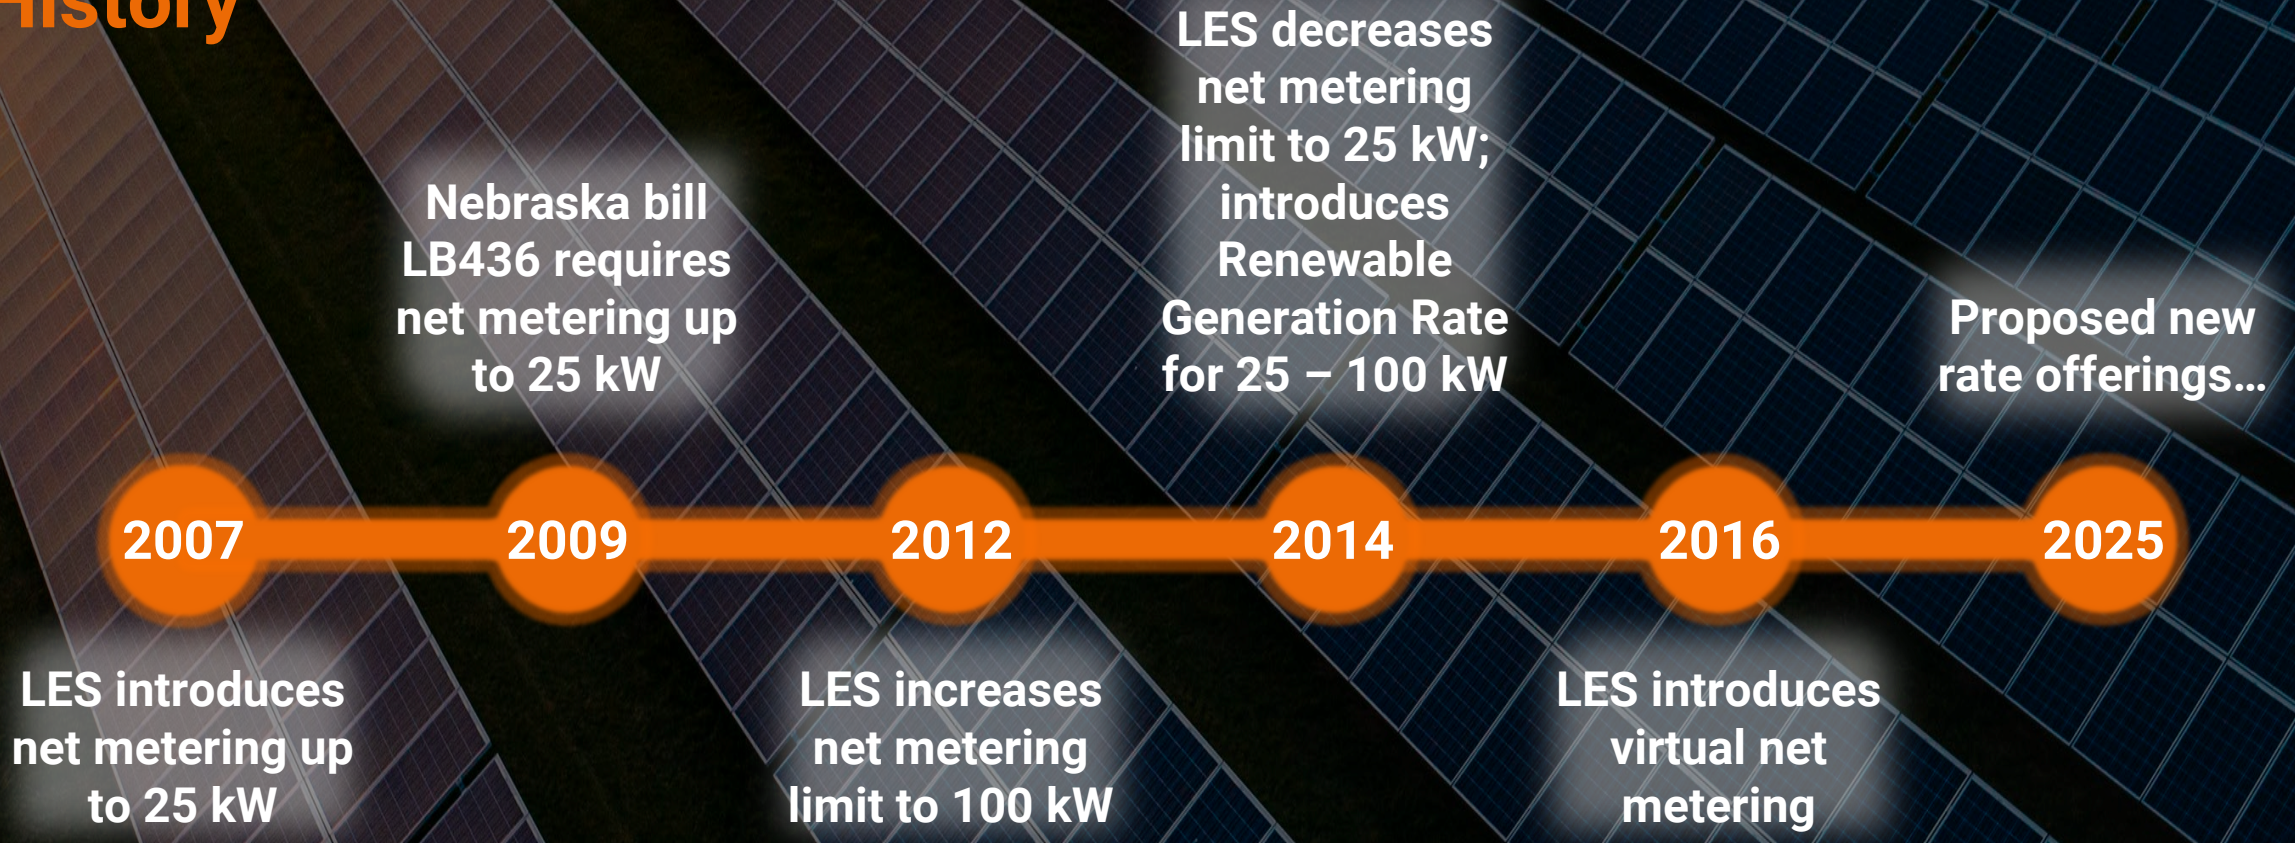 History
2007
LES introduces
net metering up
to 25 kW
Nebraska bill
LB436 requires
net metering up
to 25 kW
2009
2012
LES increases
net metering
limit to 100 kW
LES decreases
net metering
limit to 25 kW;
introduces
Renewable
Generation Rate
for 25 – 100 kW
2014
2016
LES introduces
virtual net
metering
Proposed new
rate offerings…
2025